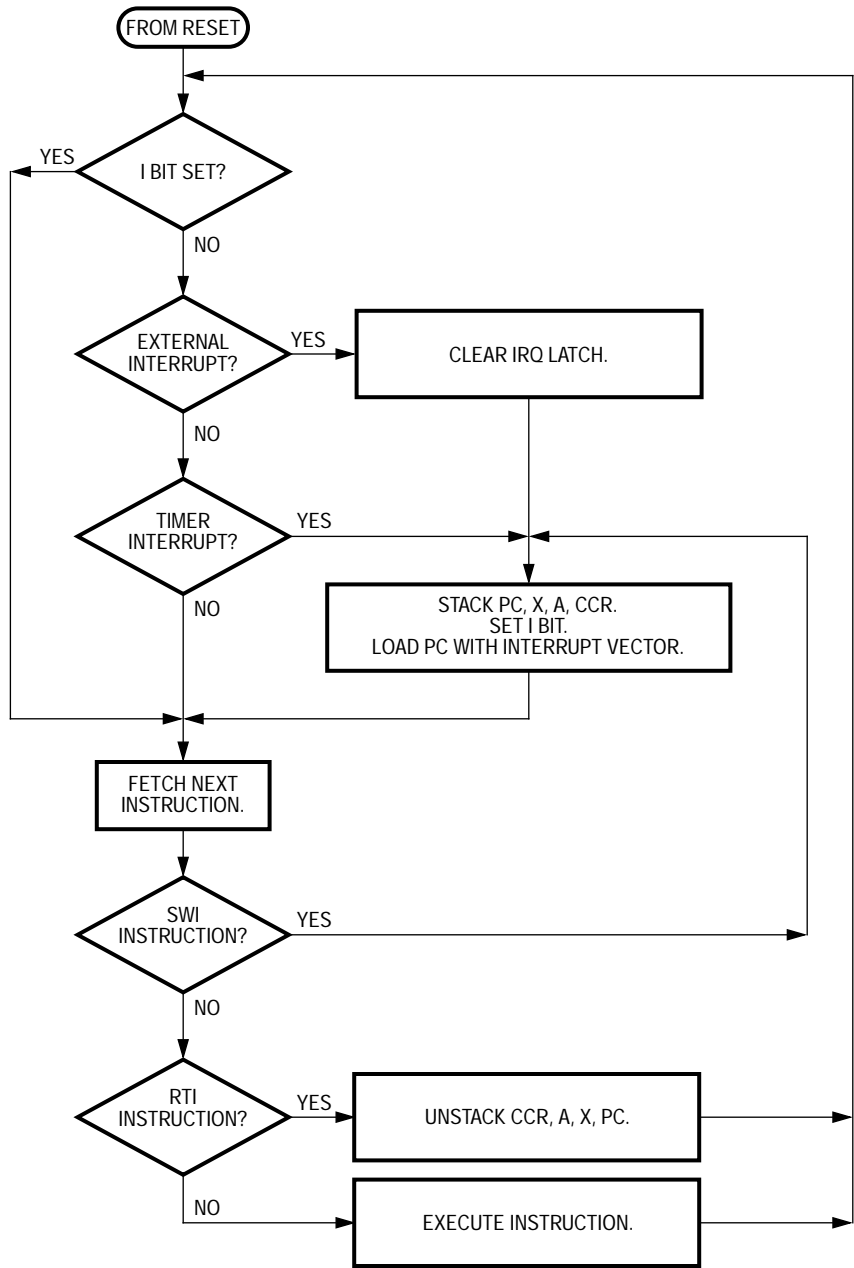 FROM RESET
YES
I BIT SET?
NO
EXTERNAL
INTERRUPT?
YES
CLEAR IRQ LATCH.
NO
TIMER
INTERRUPT?
YES
NO
STACK PC, X, A, CCR.
SET I BIT.
LOAD PC WITH INTERRUPT VECTOR.
FETCH NEXT
INSTRUCTION.
SWI
INSTRUCTION?
YES
NO
RTI
INSTRUCTION?
YES
UNSTACK CCR, A, X, PC.
NO
EXECUTE INSTRUCTION.